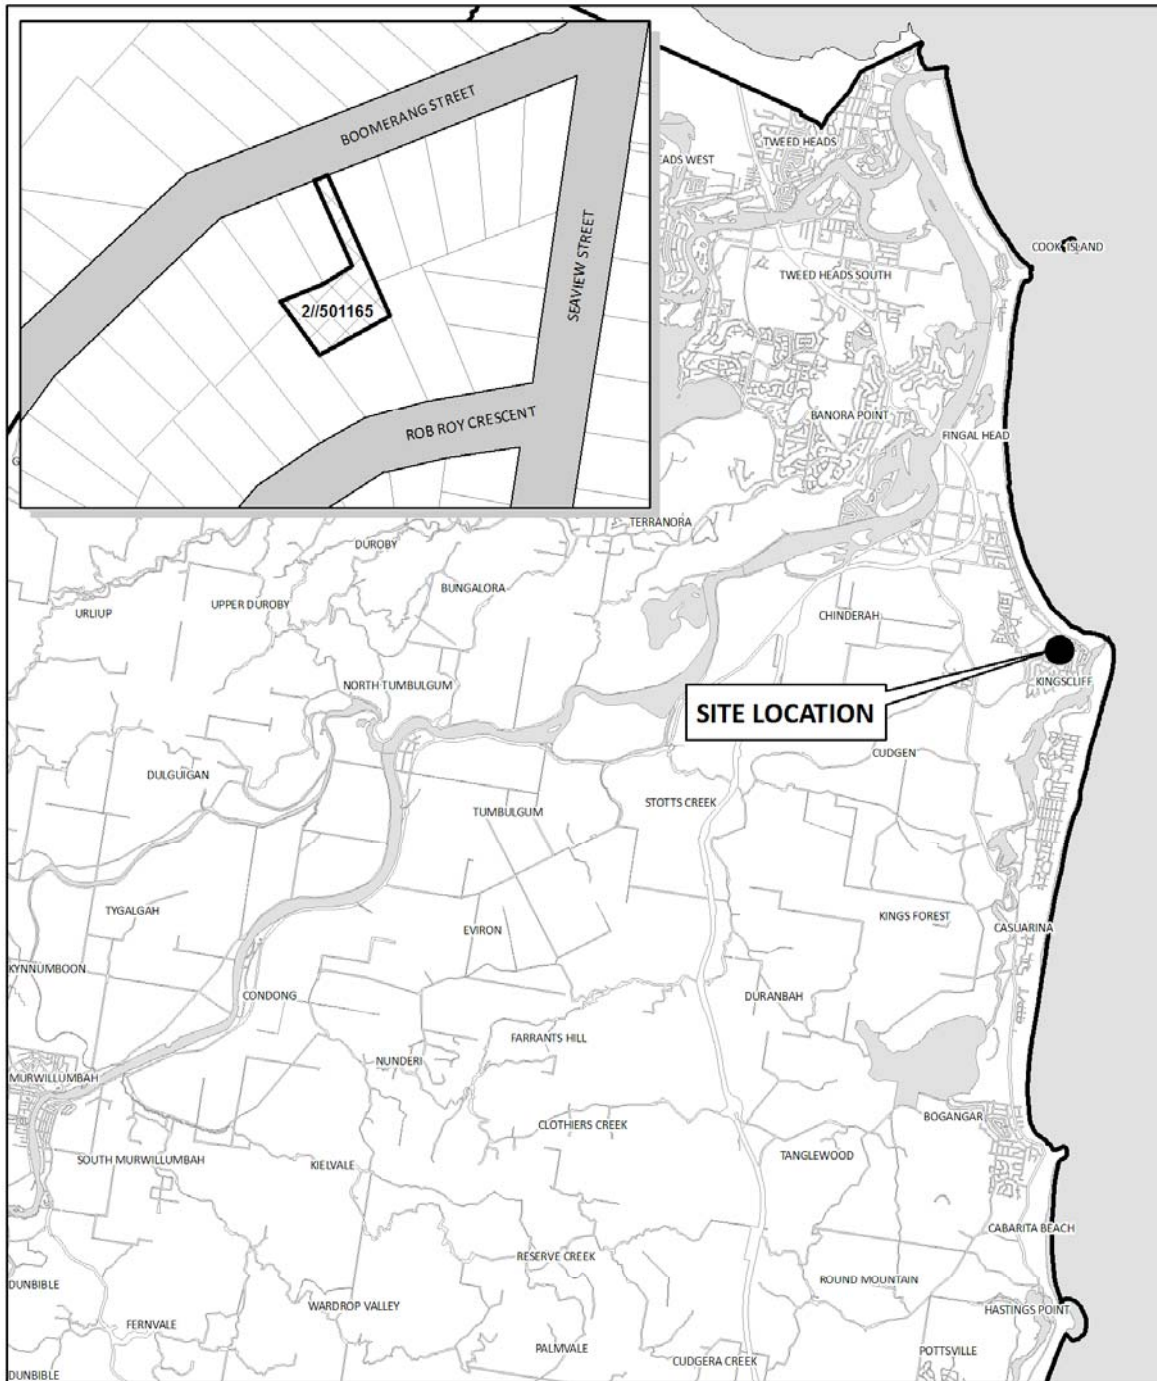 BOOMERANG STREET
SEAVIEW STREET
2//501165
ROB ROY CRESCENT
TWEED HEADS
COOK ISLAND
TWEED HEADS SOUTH
BANORA POINT
FINGAL HEAD
TERRANORA
DUROBY
BUNGALORA
UPPER DUROBY
URLIUP
CHINDERAH
NORTH TUMBULGUM
KINGSCLIFF
SITE LOCATION
CUDGEN
DULGUIGAN
STOTTS CREEK
TUMBULGUM
TYGALGAH
KINGS FOREST
EVIRON
CASUARINA
KYNNUMBOON
CONDONG
DURANBAH
FARRANTS HILL
NUNDERI
MURWILLUMBAH
BOGANGAR
CLOTHIERS CREEK
TANGLEWOOD
SOUTH MURWILLUMBAH
KIELVALE
CABARITA BEACH
RESERVE CREEK
ROUND MOUNTAIN
DUNBIBLE
WARDROP VALLEY
HASTINGS POINT
FERNVALE
PALMVALE
POTTSVILLE
CUDGERA CREEK
DUNBIBLE